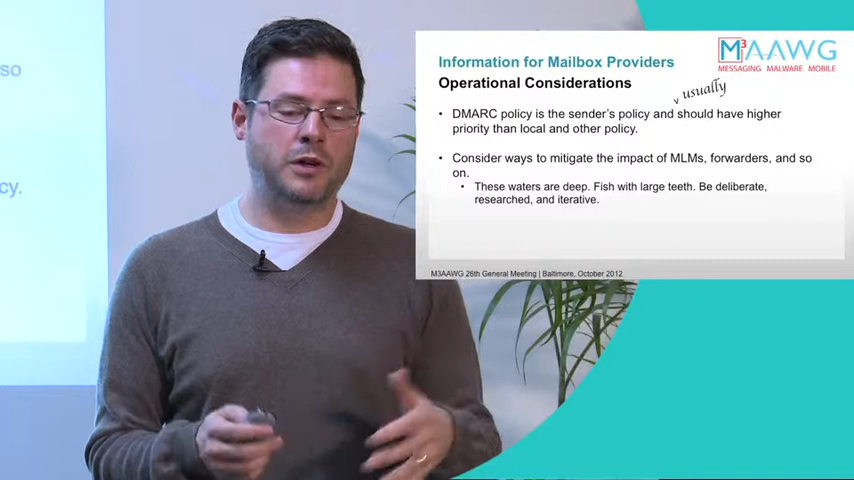 so
cy.
M3AAWG
MESSAGING MALWARE MOBILE
Information for Mailbox Providers
Operational Considerations
usually
• DMARC policy is the sender's policy and ˅ should have higher
priority than local and other policy.
• Consider ways to mitigate the impact of MLMs, forwarders, and so
on.
• These waters are deep. Fish with large teeth. Be deliberate,
researched, and iterative.
M3AAWG 26th General Meeting | Baltimore, October 2012